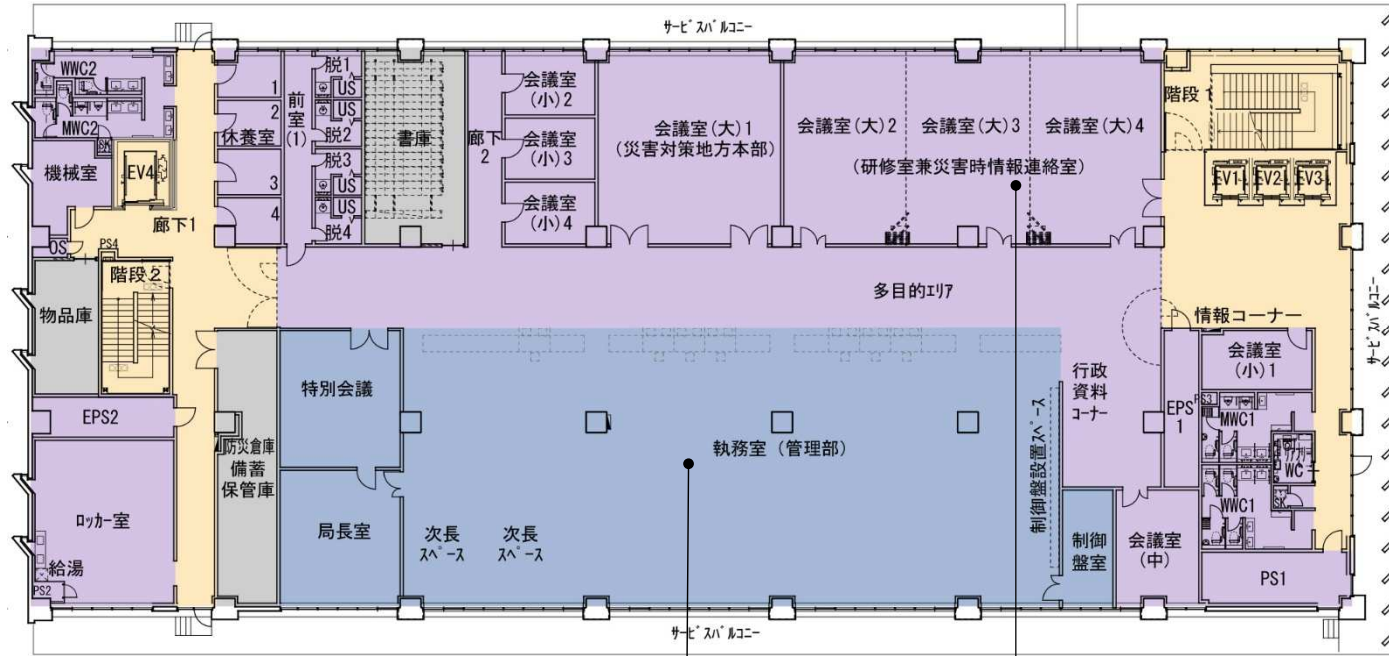 サービスバルコニー
WWC2
MWC2
SK
機械室
EV4
廊下1
OS
PS4
階段2
物品庫
EPS2
ロッカー室
給湯
PS2
1
2
休養室
3
4
前室(1)
脱1
US
US
脱2
脱3
US
US
脱4
書庫
廊下2
会議室
(小)2
会議室
(小)3
会議室
(小)4
会議室(大)1
(災害対策地方本部)
会議室(大)2
会議室(大)3
会議室(大)4
(研修室兼災害時情報連絡室)
階段1
EV1
EV2
EV3
多目的エリア
情報コーナー
サービスバルコニー
防災倉庫
備蓄
保管庫
特別会議
局長室
次長
スペース
次長
スペース
執務室(管理部)
制御盤設置スペース
行政
資料
コーナー
制御
盤室
会議室
(中)
EPS
1
会議室
(小)1
PS3
MWC1
WC
SK
WWC1
PS1
サービスバルコニー